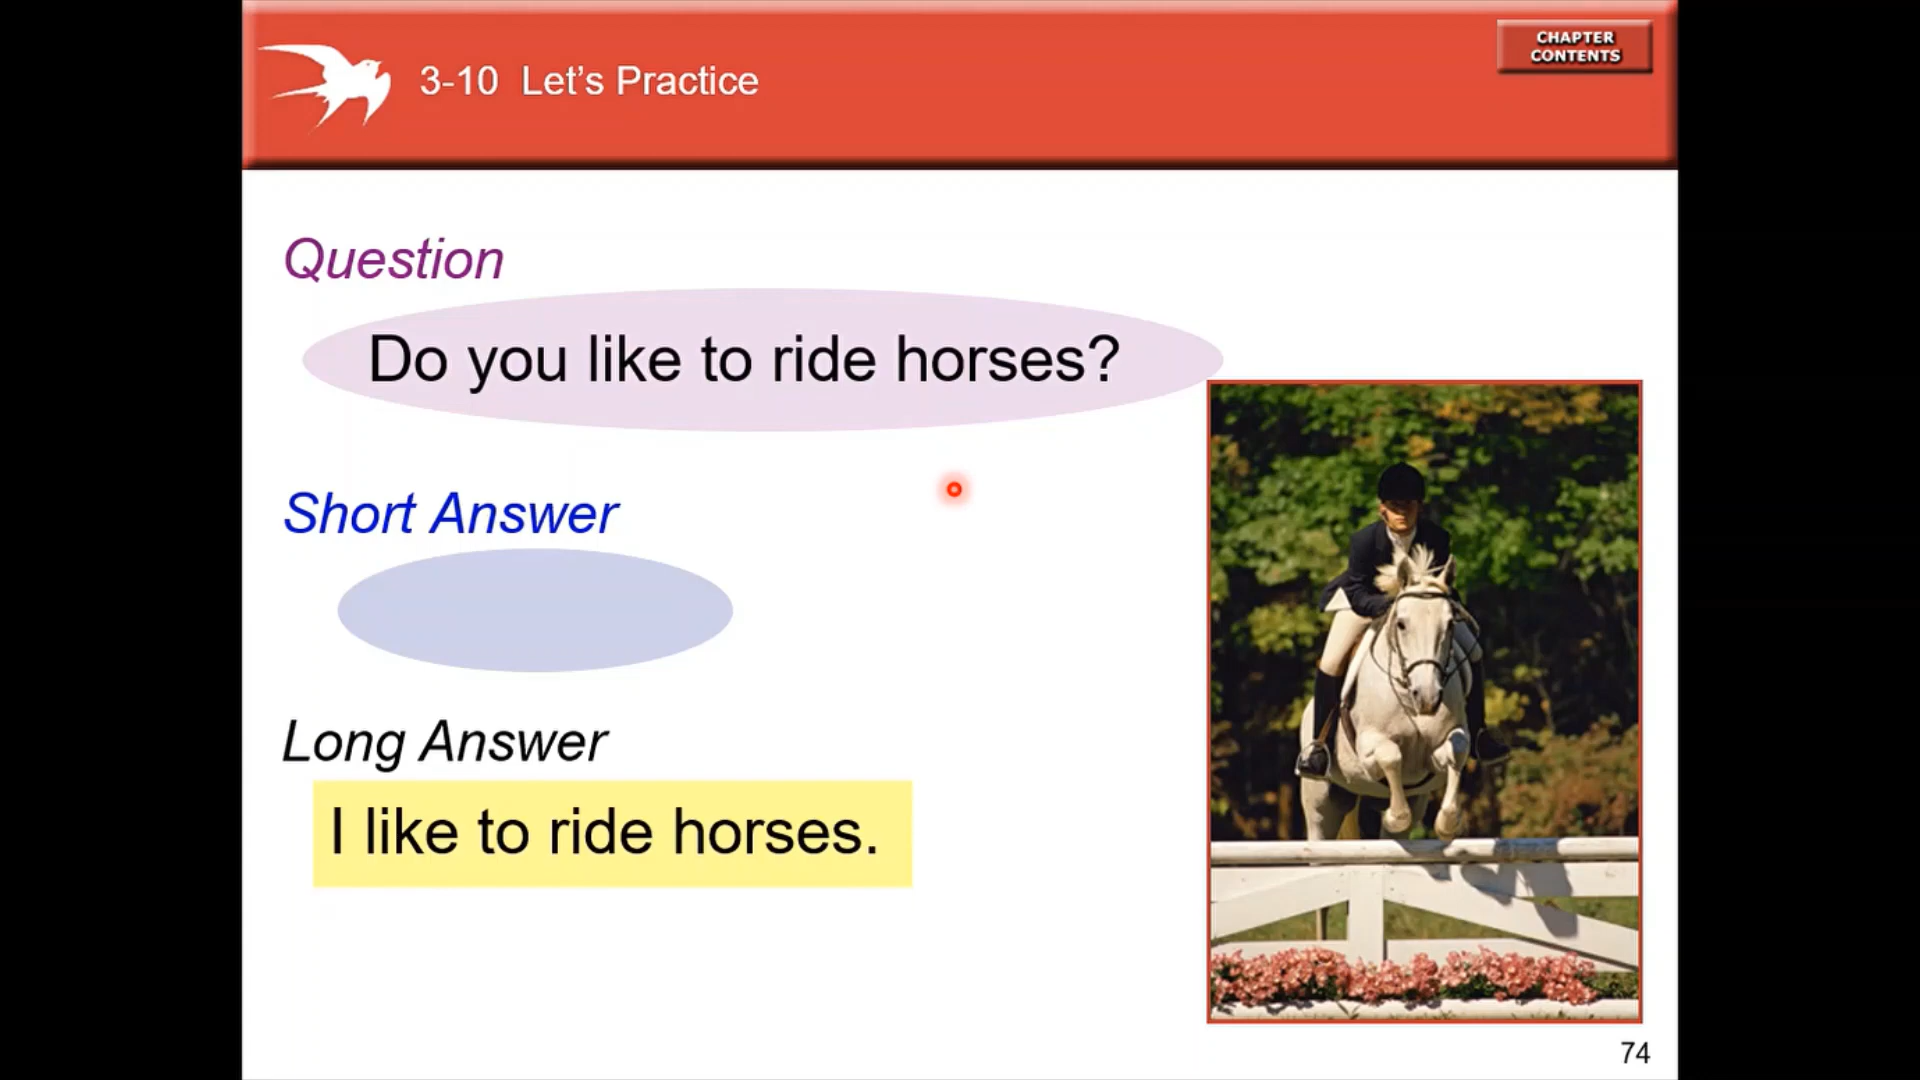 3-10 Let's Practice
CHAPTER
CONTENTS
Question
Do you like to ride horses?
Short Answer
Long Answer
I like to ride horses.
74